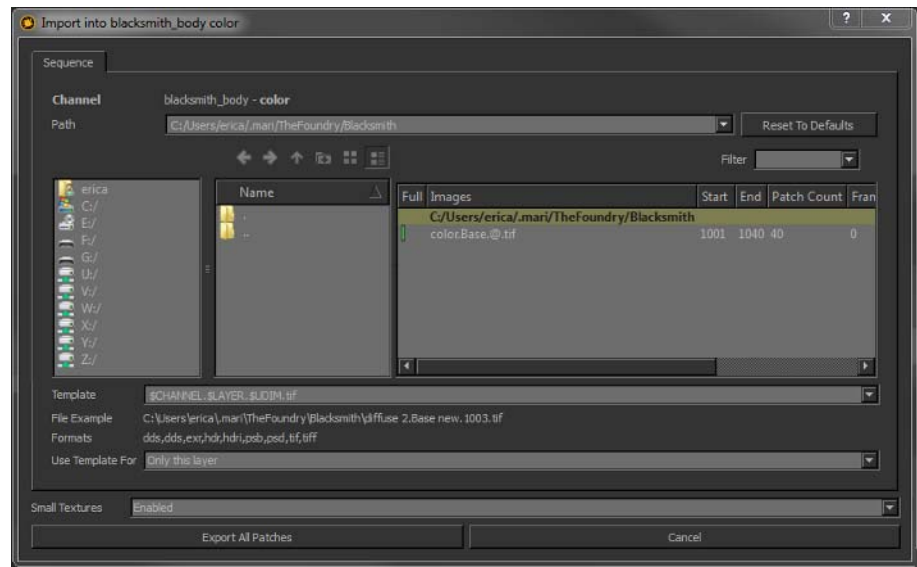 Import into blacksmith_body color
? X
Sequence
Channel blacksmith_body - color
Path C:/Users/erica/.mari/TheFoundry/Blacksmith Reset To Defaults
Filter
erica
C:/
E:/
F:/
G:/
U:/
V:/
W:/
X:/
Y:/
Z:/
Name
.
..
Full Images Start End Patch Count Fran
C:/Users/erica/.mari/TheFoundry/Blacksmith
color.Base.@.tif 1001 1040 40 0
Template $CHANNEL.$LAYER.$UDIM.tif
File Example C:\Users\erica\.mari\TheFoundry\Blacksmith\diffuse 2.Base new.1003.tif
Formats dds,dds,exr,hdr,hdri,psb,psd,tif,tiff
Use Template For Only this layer
Small Textures Enabled
Export All Patches Cancel